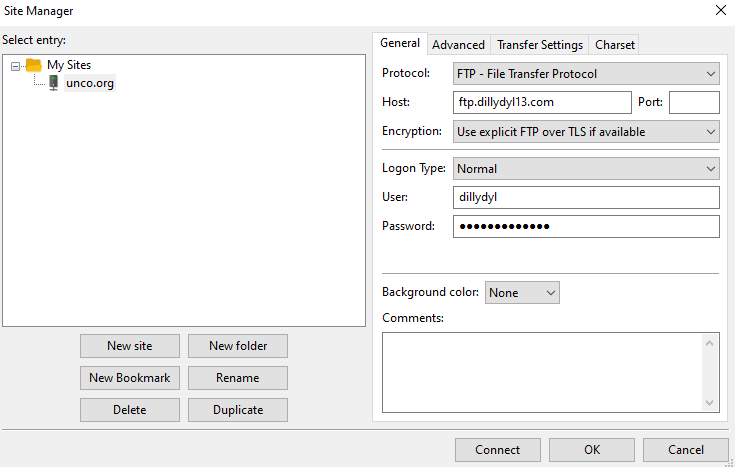 Site Manager
Select entry:
My Sites
unco.org
New site
New folder
New Bookmark
Rename
Delete
Duplicate
General
Advanced
Transfer Settings
Charset
Protocol:
FTP - File Transfer Protocol
Host:
ftp.dillydyl13.com
Port:
Encryption:
Use explicit FTP over TLS if available
Logon Type:
Normal
User:
dillydyl
Password:
●●●●●●●●●●●●●
Background color:
None
Comments:
Connect
OK
Cancel